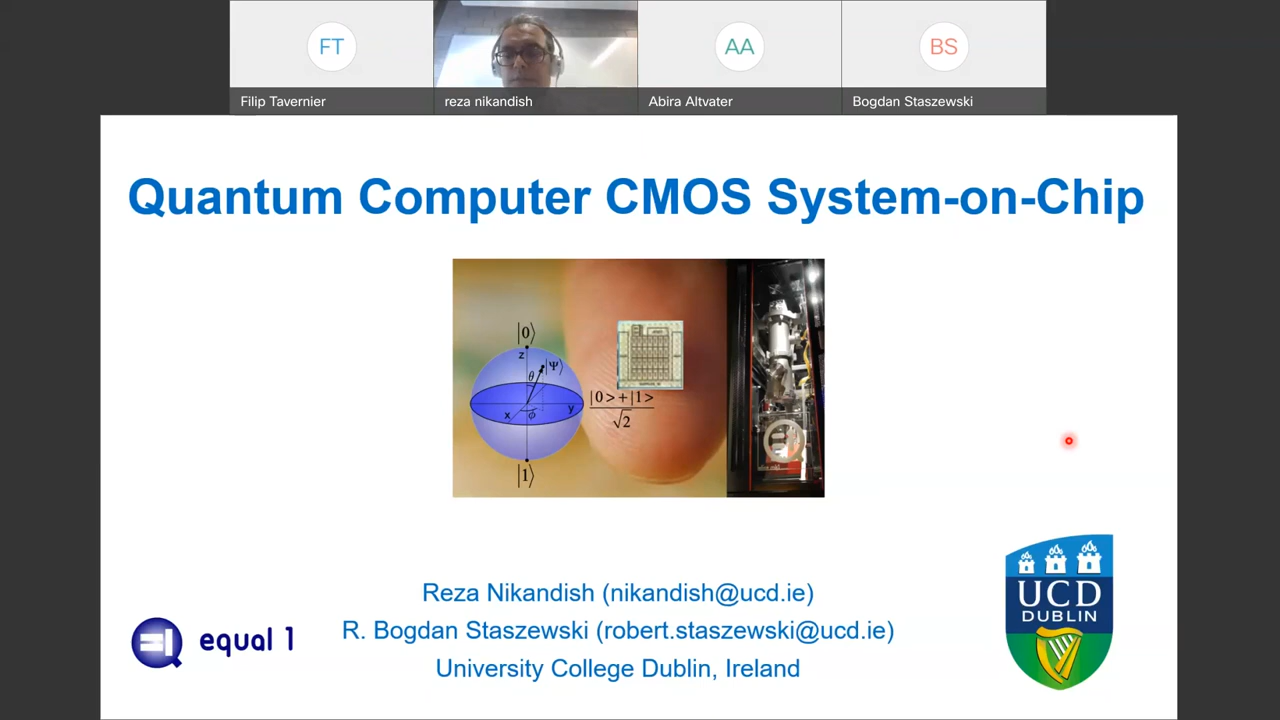 FT
AA
BS
Filip Tavernier
reza nikandish
Abira Altvater
Bogdan Staszewski
Quantum Computer CMOS System-on-Chip
|0⟩
z
|Ψ⟩
θ
x
ϕ
y
|1⟩
|0>+|1>
√2
Reza Nikandish (nikandish@ucd.ie)
R. Bogdan Staszewski (robert.staszewski@ucd.ie)
University College Dublin, Ireland
equal 1
UCD
DUBLIN